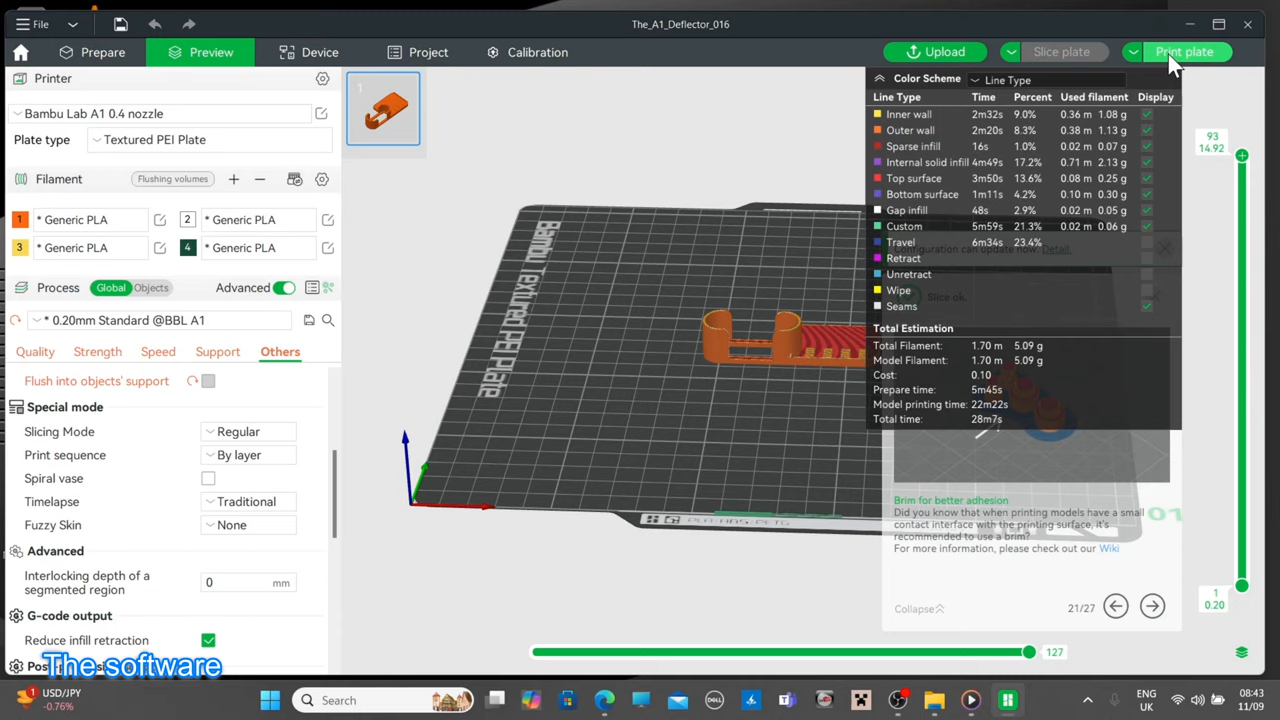 File
The_A1_Deflector_016
Prepare
Preview
Device
Project
Calibration
Upload
Slice plate
Print plate
Printer
Bambu Lab A1 0.4 nozzle
Plate type
Textured PEI Plate
Filament
Flushing volumes
1 * Generic PLA
2 * Generic PLA
3 * Generic PLA
4 * Generic PLA
Process
Global
Objects
Advanced
* 0.20mm Standard @BBL A1
Quality
Strength
Speed
Support
Others
Flush into objects' support
Special mode
Slicing Mode
Regular
Print sequence
By layer
Spiral vase
Timelapse
Traditional
Fuzzy Skin
None
Advanced
Interlocking depth of a
segmented region
0 mm
G-code output
Reduce infill retraction
The software
1
Bambu Textured PEI Plate
Color Scheme
Line Type
Line Type Time Percent Used filament Display
Inner wall 2m32s 9.0% 0.36 m 1.08 g
Outer wall 2m20s 8.3% 0.38 m 1.13 g
Sparse infill 16s 1.0% 0.02 m 0.07 g
Internal solid infill 4m49s 17.2% 0.71 m 2.13 g
Top surface 3m50s 13.6% 0.08 m 0.25 g
Bottom surface 1m11s 4.2% 0.10 m 0.30 g
Gap infill 48s 2.9% 0.02 m 0.05 g
Custom 5m59s 21.3% 0.02 m 0.06 g
Travel 6m34s 23.4%
Configuration can update now. Detail.
Retract
Unretract
Wipe
Slice ok.
Seams
Total Estimation
Total Filament: 1.70 m 5.09 g
Model Filament: 1.70 m 5.09 g
Cost: 0.10
Prepare time: 5m45s
Model printing time: 22m22s
Total time: 28m7s
Brim for better adhesion
Did you know that when printing models have a small
contact interface with the printing surface, it's
recommended to use a brim?
For more information, please check out our Wiki
Collapse
21/27
01
93
14.92
1
0.20
127
USD/JPY
-0.76%
1
Search
DELL
ENG
UK
08:43
11/09